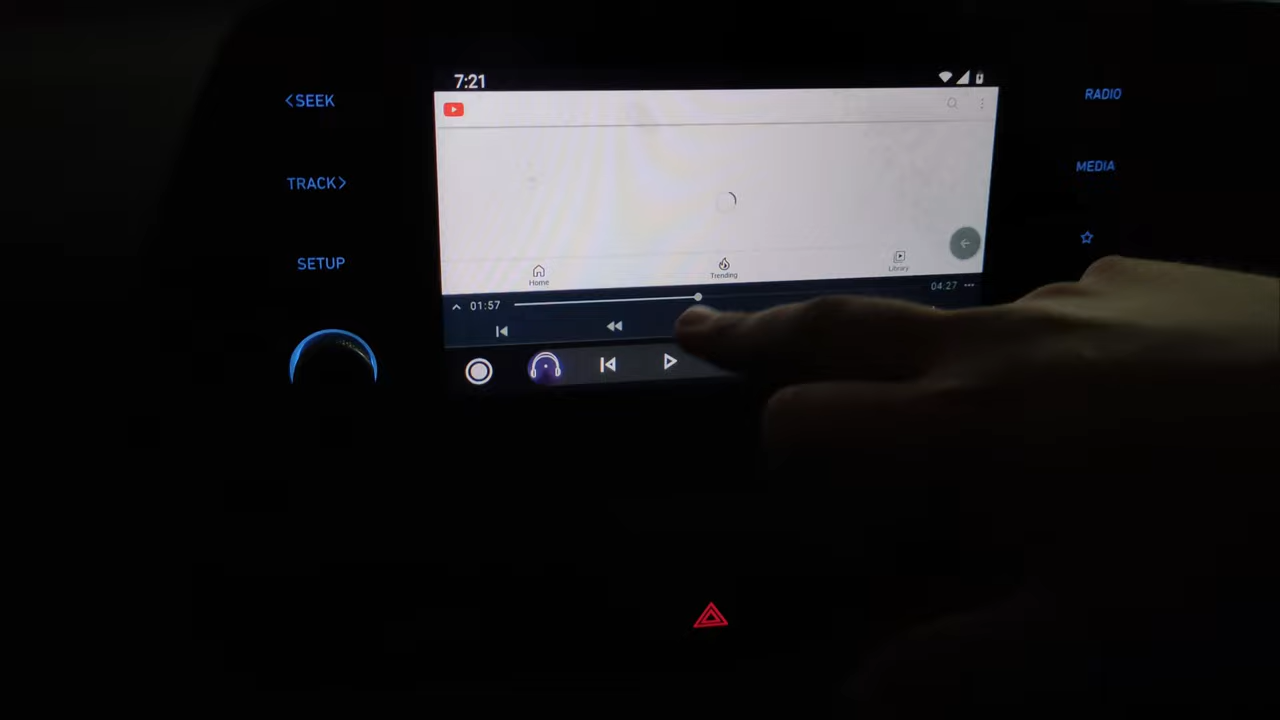 7:21
<SEEK
RADIO
TRACK>
MEDIA
SETUP
Home
Trending
Library
01:57
04:27